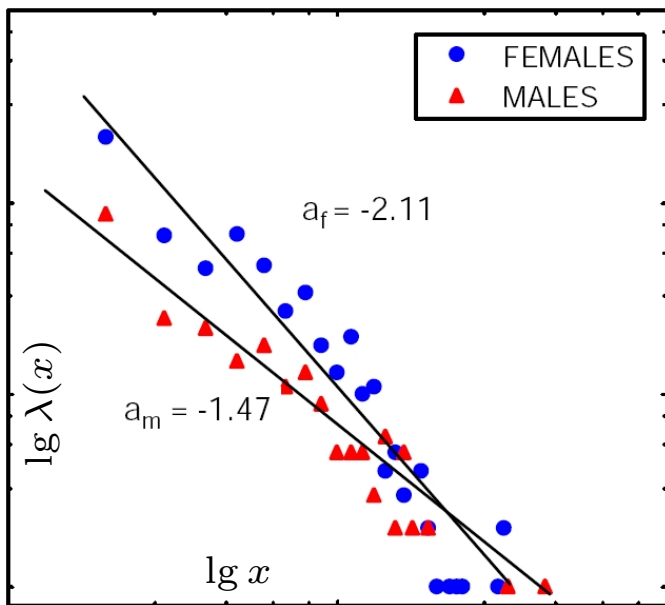 FEMALES
MALES
a_f = -2.11
a_m = -1.47
lg λ(x)
lg x